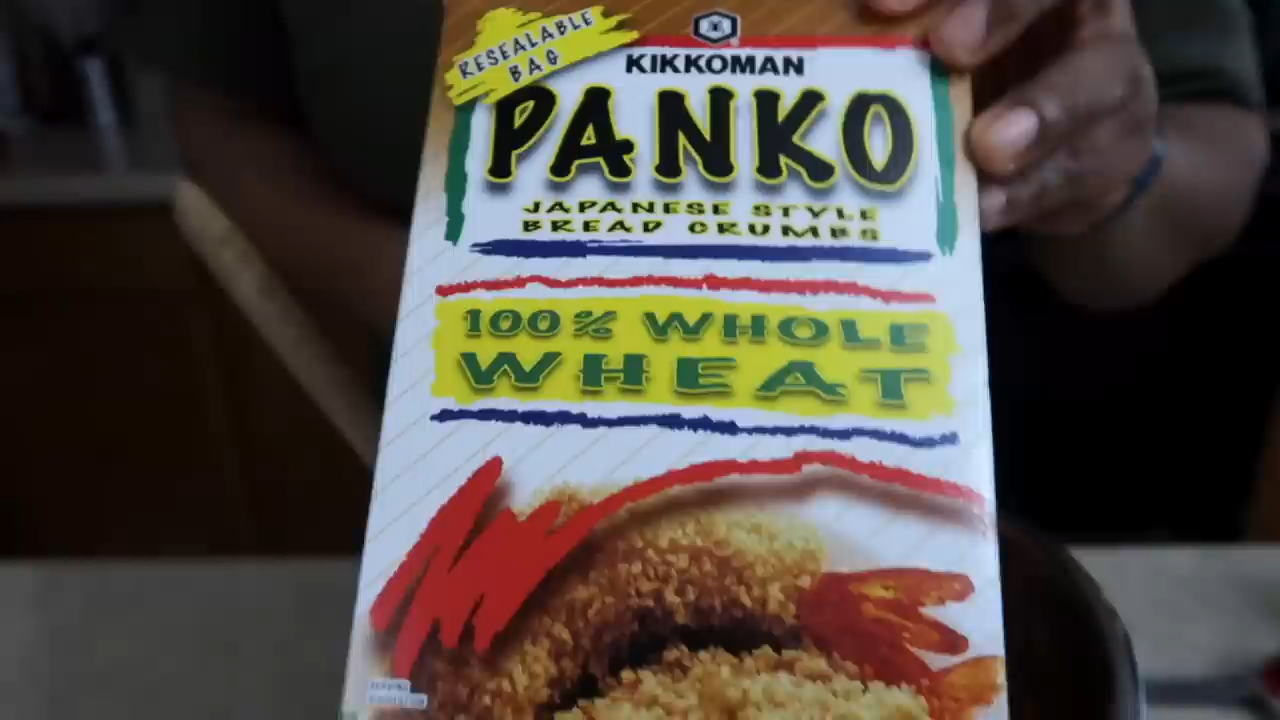 RESEALABLE
BAG
KIKKOMAN
PANKO
JAPANESE STYLE
BREAD CRUMBS
100% WHOLE
WHEAT